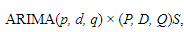 ARIMA(p, d, q) × (P, D, Q)S,